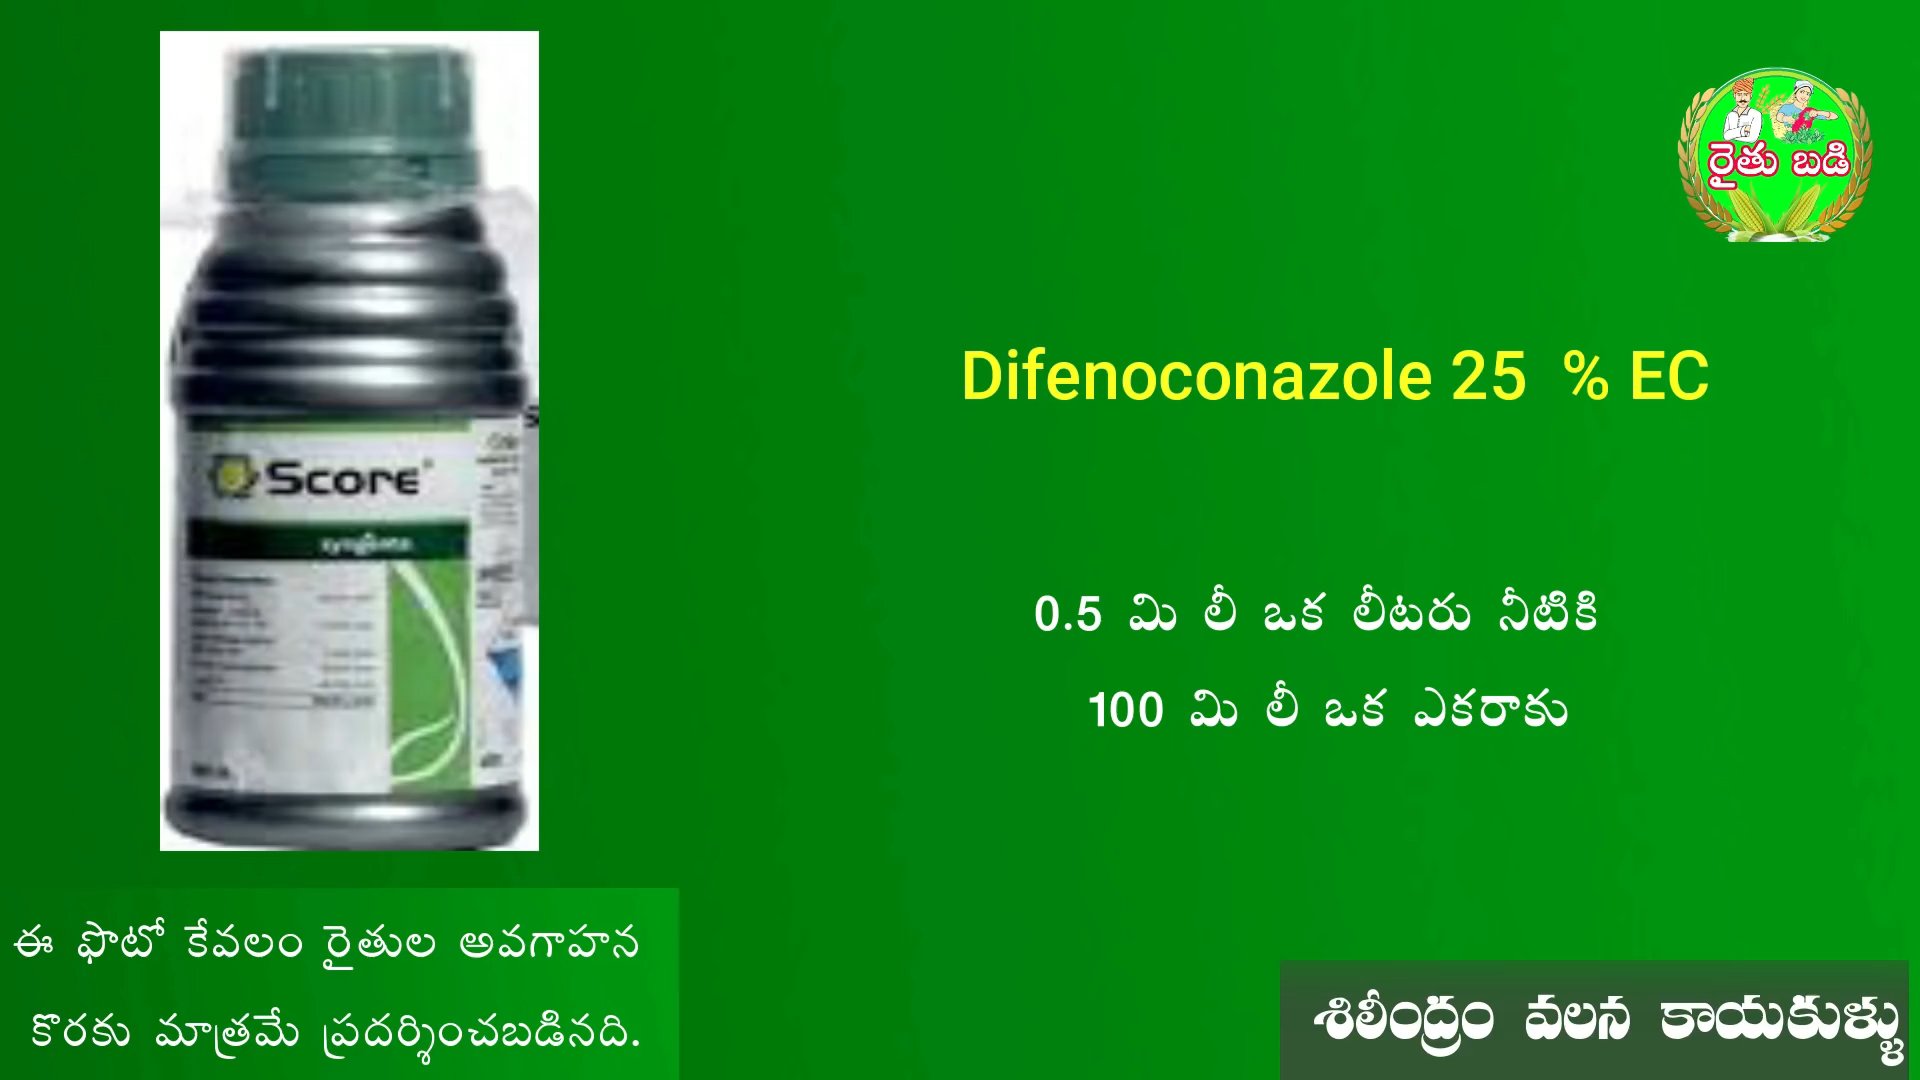 రైతు బడి
Score
syngenta
Difenoconazole 25 % EC
0.5 మి లీ ఒక లీటరు నీటికి
100 మి లీ ఒక ఎకరాకు
ఈ ఫొటో కేవలం రైతుల అవగాహన
కొరకు మాత్రమే ప్రదర్శించబడినది.
శిలీంద్రం వలన కాయకుళ్ళు